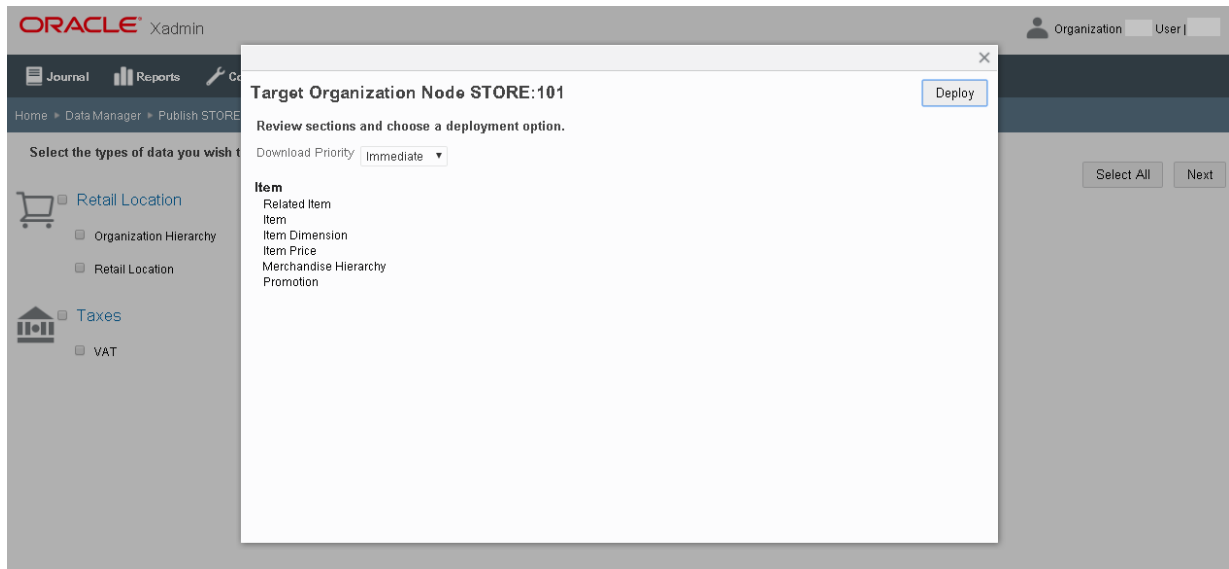 ORACLE Xadmin
Organization User |
Journal Reports
Home Data Manager Publish STORE
Select the types of data you wish
Select All Next
Retail Location
Organization Hierarchy
Retail Location
Taxes
VAT
Target Organization Node STORE:101
Deploy
Review sections and choose a deployment option.
Download Priority Immediate
Item
Related Item
Item
Item Dimension
Item Price
Merchandise Hierarchy
Promotion